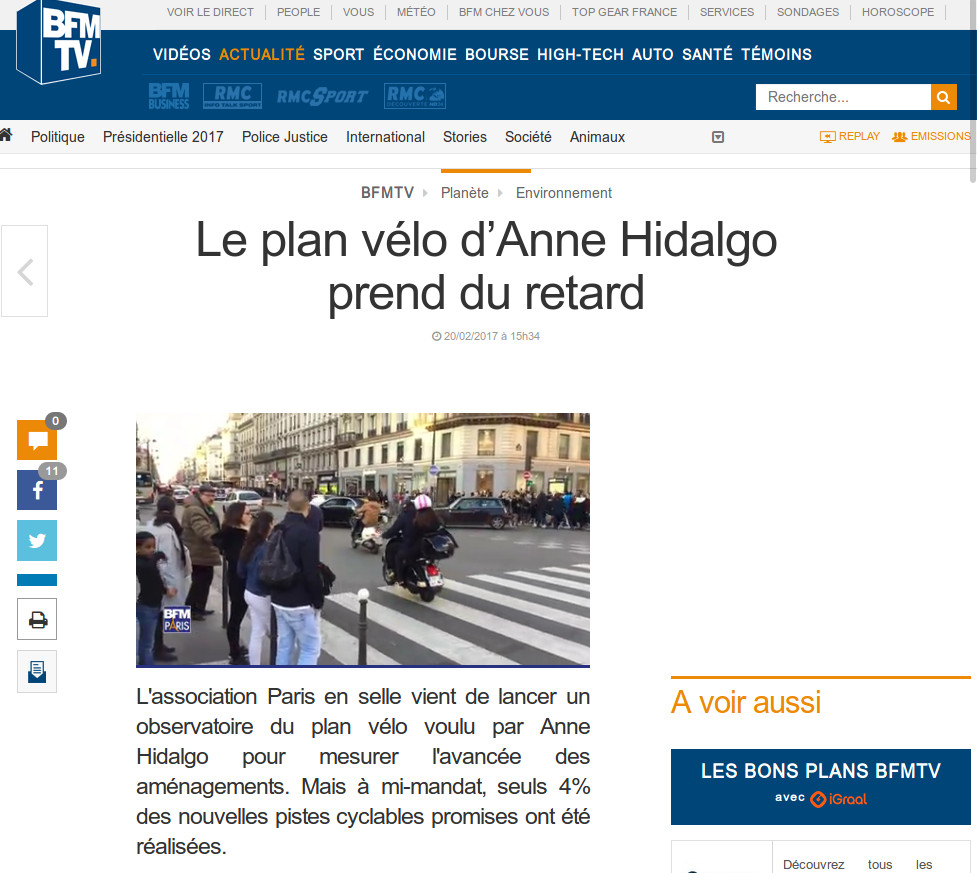 VOIR LE DIRECT PEOPLE VOUS MÉTÉO BFM CHEZ VOUS TOP GEAR FRANCE SERVICES SONDAGES HOROSCOPE
BFM
TV.
VIDÉOS ACTUALITÉ SPORT ÉCONOMIE BOURSE HIGH-TECH AUTO SANTÉ TÉMOINS
BFM
BUSINESS
RMC
INFO TALK SPORT
RMC SPORT
RMC
DÉCOUVERTE
Recherche...
Politique Présidentielle 2017 Police Justice International Stories Société Animaux REPLAY EMISSIONS
BFMTV Planète Environnement
Le plan vélo d’Anne Hidalgo
prend du retard
20/02/2017 à 15h34
0
11
BFM
PARIS
L'association Paris en selle vient de lancer un
observatoire du plan vélo voulu par Anne
Hidalgo pour mesurer l'avancée des
aménagements. Mais à mi-mandat, seuls 4%
des nouvelles pistes cyclables promises ont été
réalisées.
A voir aussi
LES BONS PLANS BFMTV
avec iGraal
Découvrez tous les